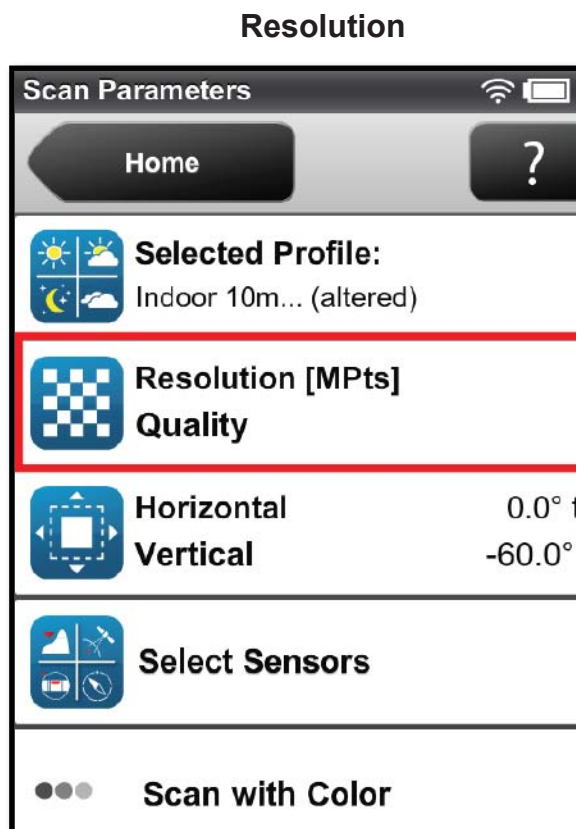 Resolution
Scan Parameters
Home
?
Selected Profile:
Indoor 10m... (altered)
Resolution [MPts]
Quality
Horizontal 0.0° t
Vertical -60.0°
Select Sensors
Scan with Color